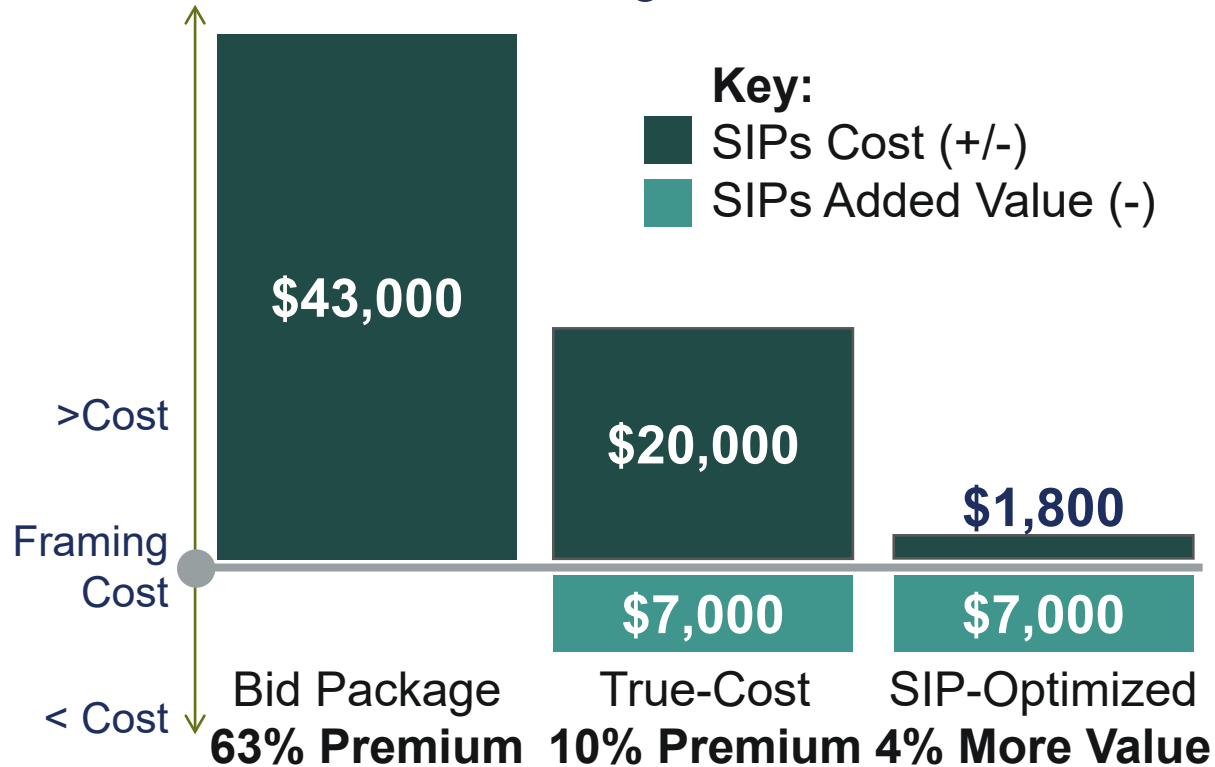 Key:
SIPs Cost (+/-)
SIPs Added Value (-)
$43,000
>Cost
$20,000
$1,800
Framing
Cost
$7,000
$7,000
< Cost
Bid Package
63% Premium
True-Cost
10% Premium
SIP-Optimized
4% More Value